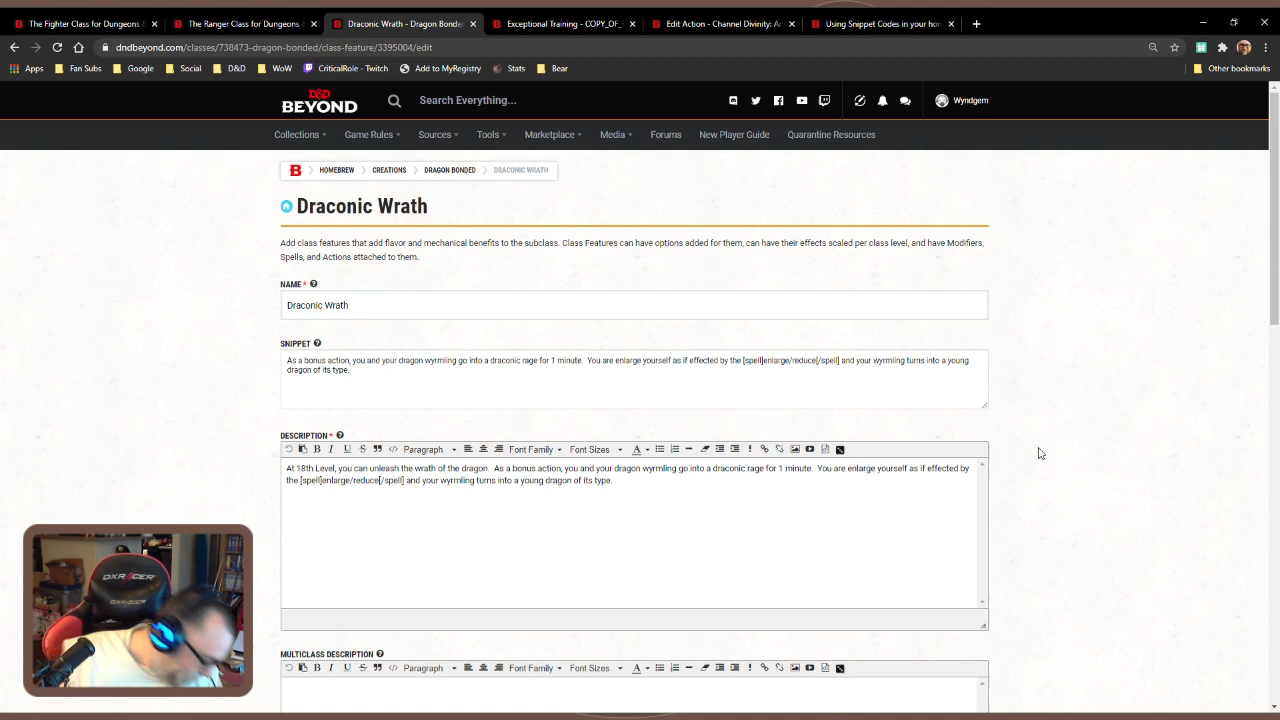 The Fighter Class for Dungeons &
The Ranger Class for Dungeons &
Draconic Wrath - Dragon Bonded
Exceptional Training - COPY_OF_
Edit Action - Channel Divinity:
Using Snippet Codes in your
dndbeyond.com/classes/738473-dragon-bonded/class-feature/3395004/edit
Apps Fan Subs Google Social D&D WoW CriticalRole - Twitch Add to MyRegistry Stats Bear Other bookmarks
D&D BEYOND Search Everything... Wyndgem
Collections Game Rules Sources Tools Marketplace Media Forums New Player Guide Quarantine Resources
HOMEBREW CREATIONS DRAGON BONDED DRACONIC WRATH
Draconic Wrath
Add class features that add flavor and mechanical benefits to the subclass. Class Features can have options added for them, can have their effects scaled per class level, and have Modifiers,
Spells, and Actions attached to them.
NAME *
Draconic Wrath
SNIPPET
As a bonus action, you and your dragon wyrmling go into a draconic rage for 1 minute. You are enlarge yourself as if effected by the [spell]enlarge/reduce[/spell] and your wyrmling turns into a young
dragon of its type.
DESCRIPTION *
Paragraph Font Family Font Sizes
At 18th Level, you can unleash the wrath of the dragon. As a bonus action, you and your dragon wyrmling go into a draconic rage for 1 minute. You are enlarge yourself as if effected by
the [spell]enlarge/reduce[/spell] and your wyrmling turns into a young dragon of its type.
MULTICLASS DESCRIPTION
Paragraph Font Family Font Sizes
DXRACER